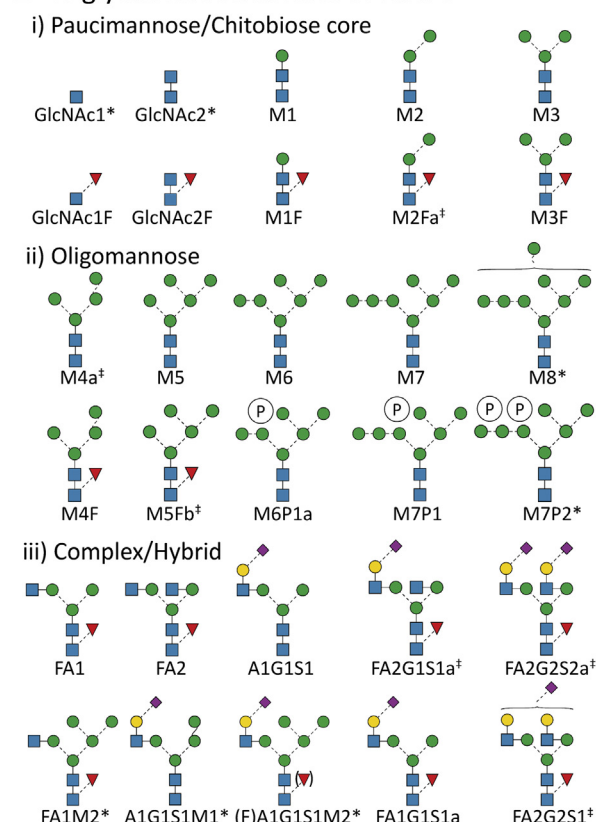 i) Paucimannose/Chitobiose core
GlcNAc1* GlcNAc2* M1 M2 M3
GlcNAc1F GlcNAc2F M1F M2Fa‡ M3F
ii) Oligomannose
M4a‡ M5 M6 M7 M8*
P P P P
M4F M5Fb‡ M6P1a M7P1 M7P2*
iii) Complex/Hybrid
FA1 FA2 A1G1S1 FA2G1S1a‡ FA2G2S2a‡
FA1M2* A1G1S1M1* (F)A1G1S1M2* FA1G1S1a FA2G2S1‡